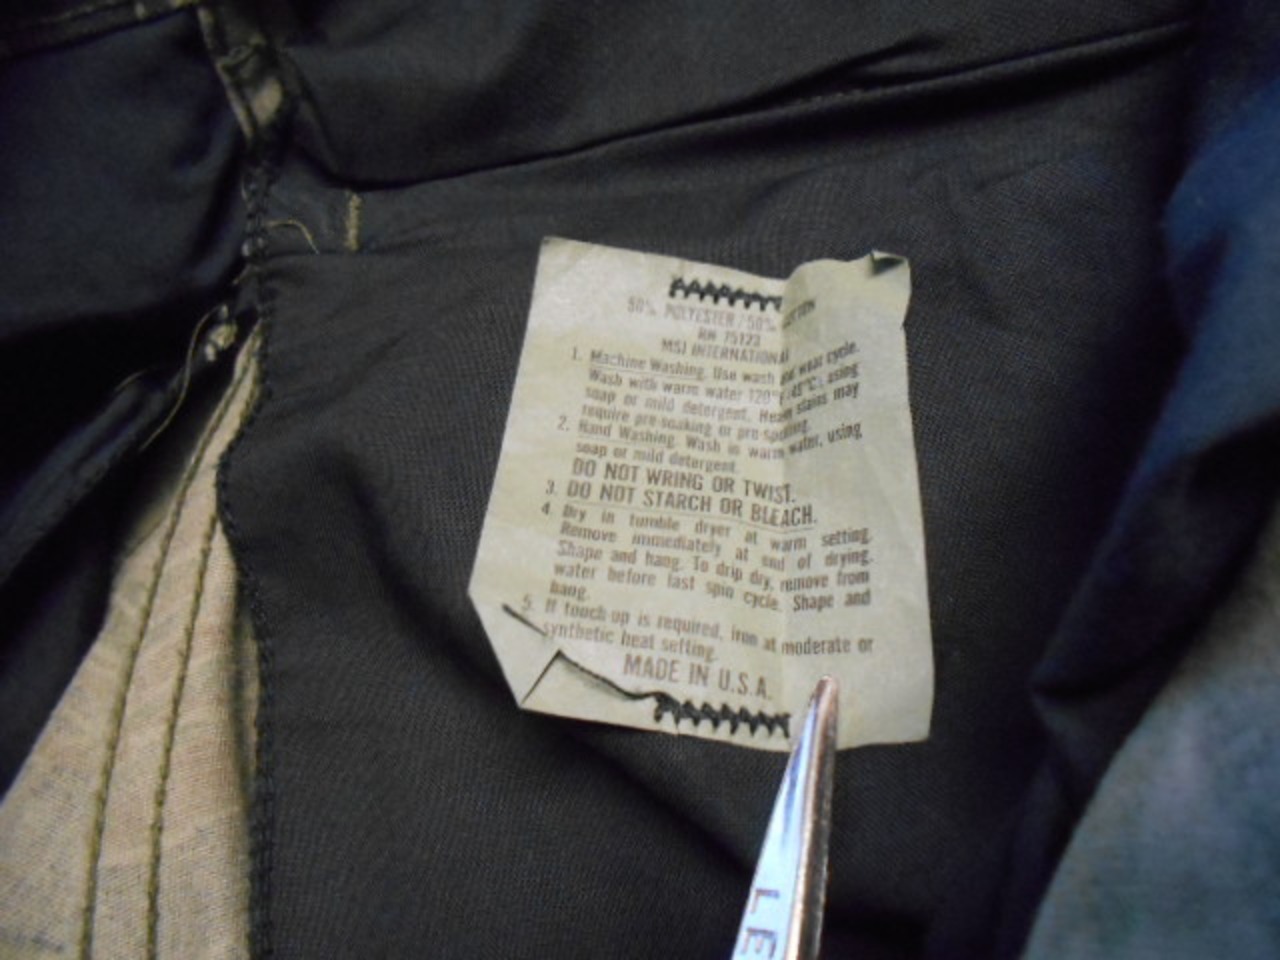 50% POLYESTER / 50% COTTON
RN 75123
MSJ INTERNATIONAL
1. Machine Washing. Use wash and wear cycle.
Wash with warm water 120°F (45°C) using
soap or mild detergent. Heavy stains may
require pre-soaking or pre-spotting.
2. Hand Washing. Wash in warm water, using
soap or mild detergent.
DO NOT WRING OR TWIST.
3. DO NOT STARCH OR BLEACH.
4. Dry in tumble dryer at warm setting.
Remove immediately at end of drying.
Shape and hang. To drip dry, remove from
water before last spin cycle. Shape and
hang.
5. If touch-up is required, iron at moderate or
synthetic heat setting.
MADE IN U.S.A.
LE